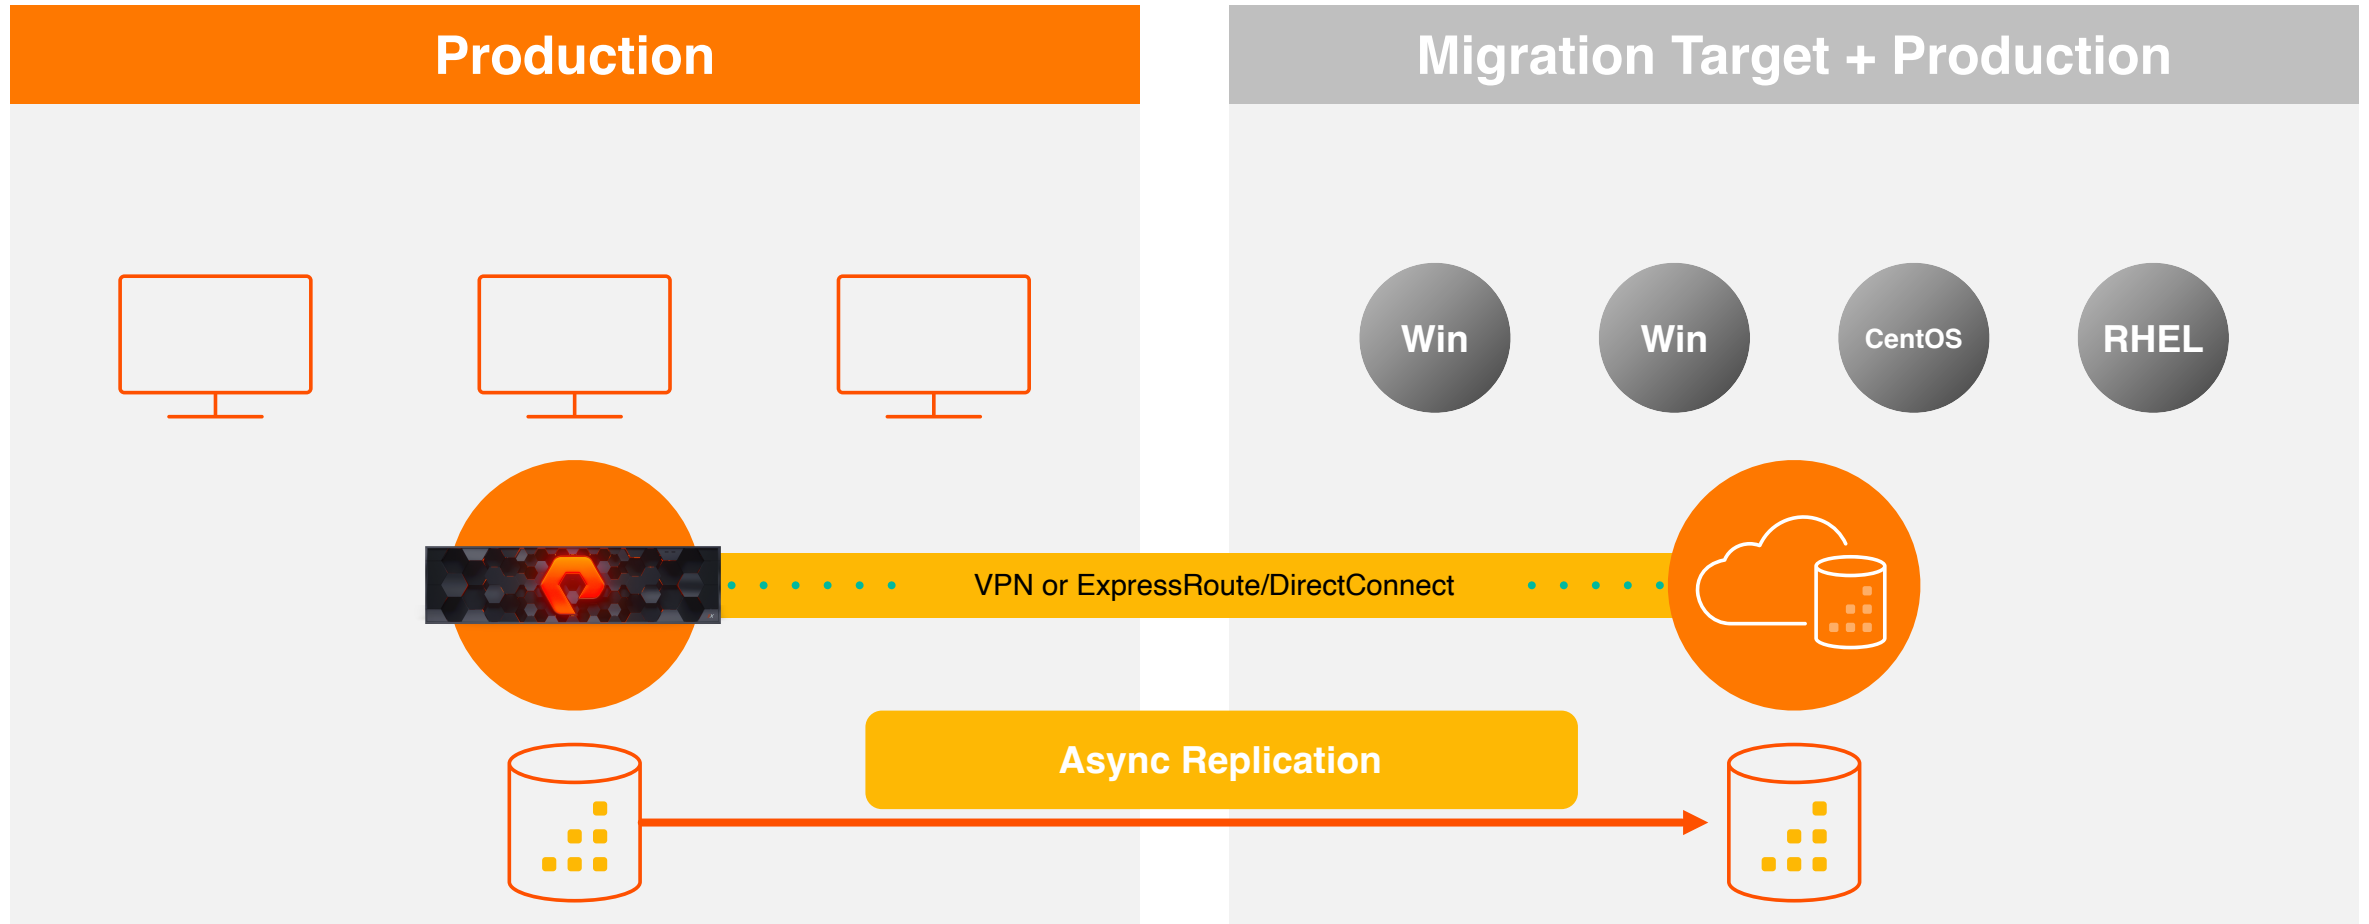 Production
Migration Target + Production
Win
Win
CentOS
RHEL
VPN or ExpressRoute/DirectConnect
Async Replication